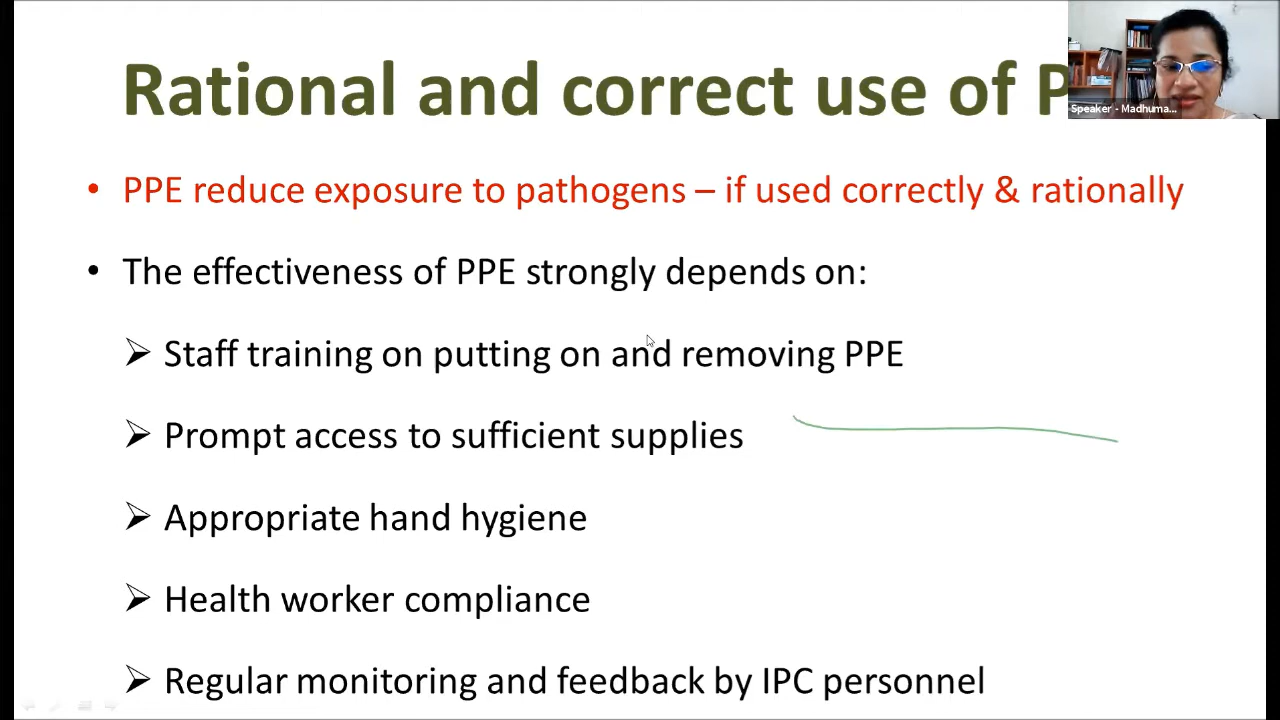 Rational and correct use of P
Speaker - Madhuma...
• PPE reduce exposure to pathogens – if used correctly & rationally
• The effectiveness of PPE strongly depends on:
➢ Staff training on putting on and removing PPE
➢ Prompt access to sufficient supplies
➢ Appropriate hand hygiene
➢ Health worker compliance
➢ Regular monitoring and feedback by IPC personnel